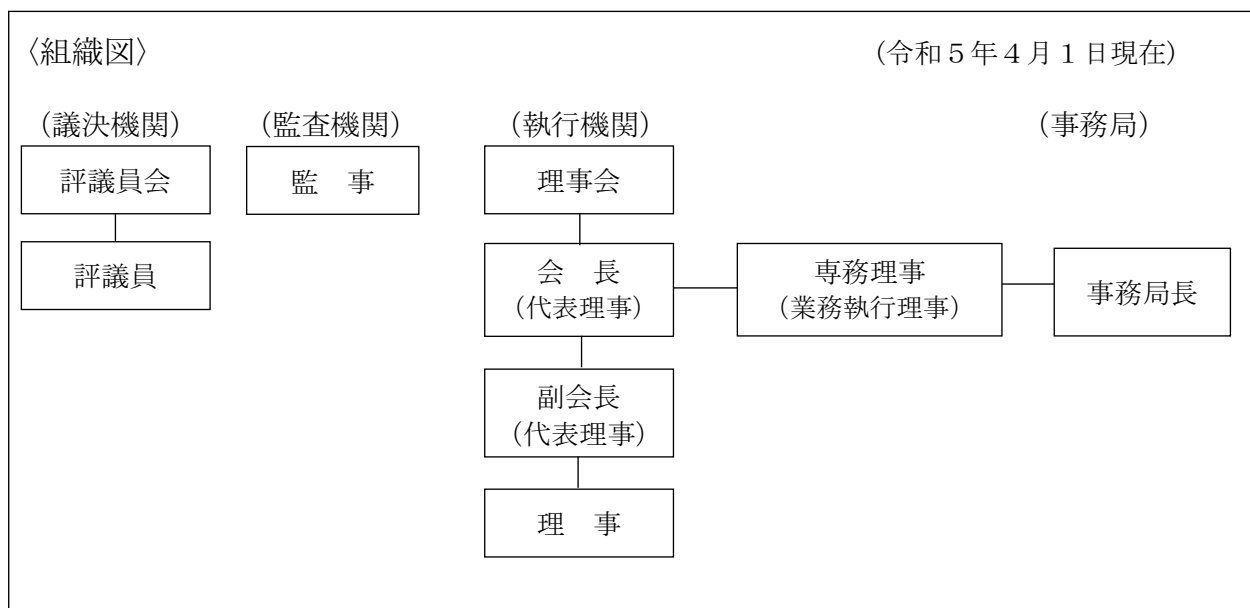 〈組織図〉 (令和５年４月１日現在)
(議決機関) (監査機関) (執行機関) (事務局)
評議員会 監　事 理事会
評議員 会　長 専務理事 事務局長
(代表理事) (業務執行理事)
副会長
(代表理事)
理　事